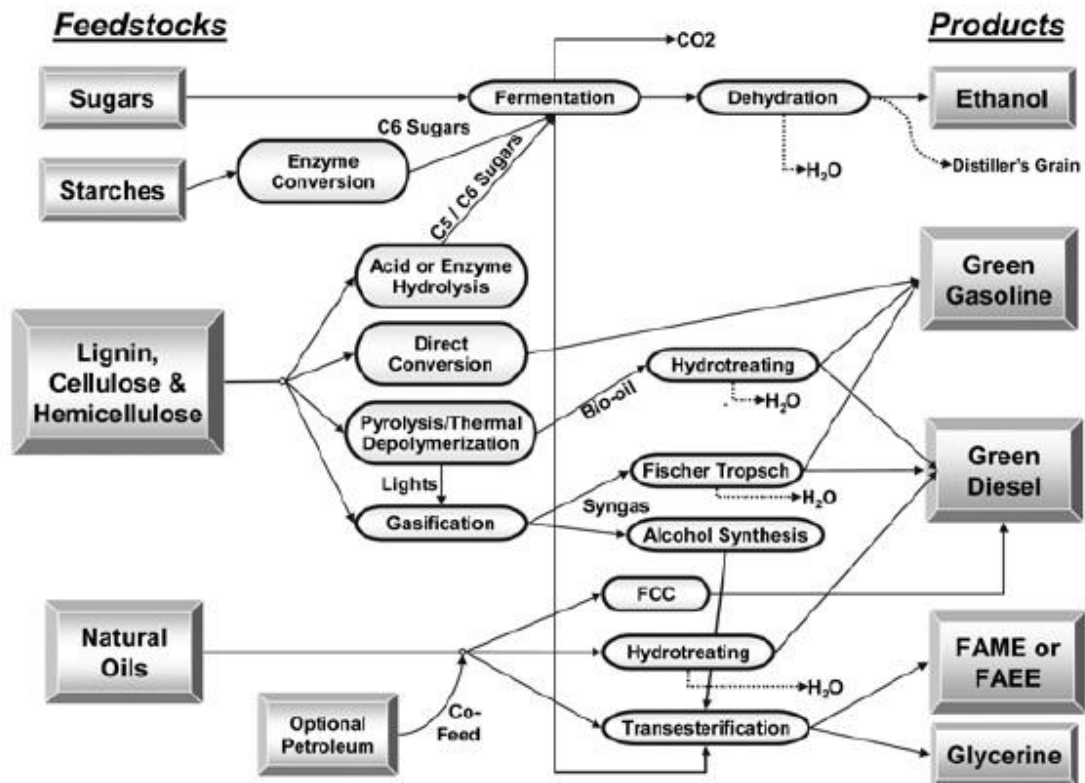 Feedstocks
Products
CO2
Sugars
Fermentation
Dehydration
Ethanol
C6 Sugars
H2O
Distiller's Grain
Starches
Enzyme
Conversion
C5 / C6 Sugars
Acid or Enzyme
Hydrolysis
Green
Gasoline
Lignin,
Cellulose &
Hemicellulose
Direct
Conversion
Hydrotreating
H2O
Bio-oil
Pyrolysis/Thermal
Depolymerization
Lights
Fischer Tropsch
H2O
Green
Diesel
Gasification
Syngas
Alcohol Synthesis
FCC
Natural
Oils
Hydrotreating
H2O
FAME or
FAEE
Optional
Petroleum
Co-
Feed
Transesterification
Glycerine